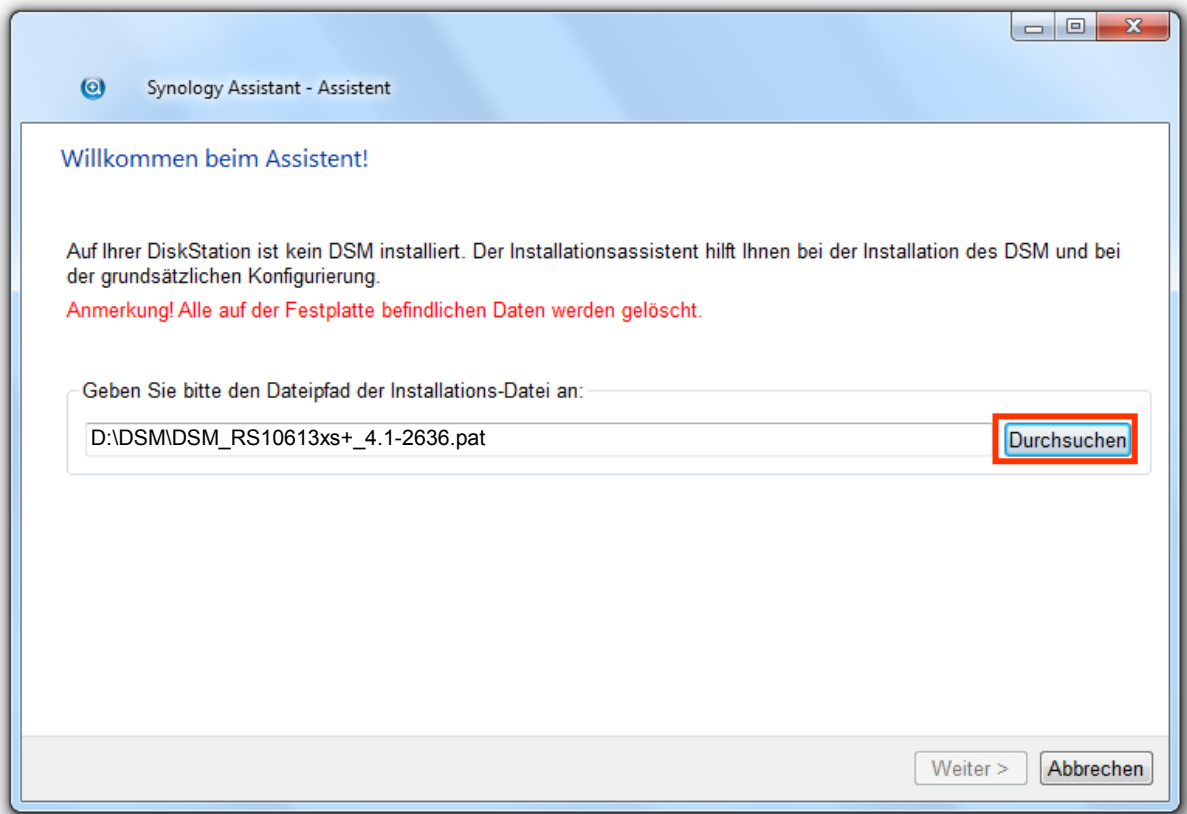 Synology Assistant - Assistent
Willkommen beim Assistent!
Auf Ihrer DiskStation ist kein DSM installiert. Der Installationsassistent hilft Ihnen bei der Installation des DSM und bei
der grundsätzlichen Konfigurierung.
Anmerkung! Alle auf der Festplatte befindlichen Daten werden gelöscht.
Geben Sie bitte den Dateipfad der Installations-Datei an:
D:\DSM\DSM_RS10613xs+_4.1-2636.pat
Durchsuchen
Weiter >
Abbrechen